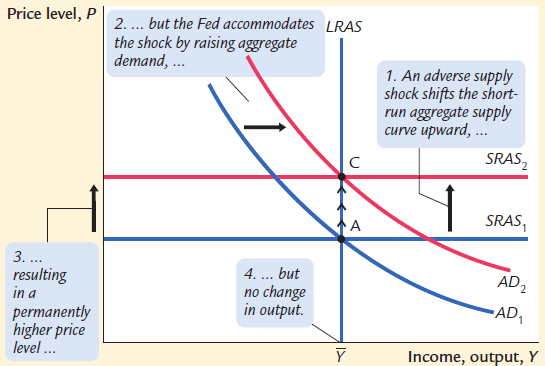 Price level, P
2. ... but the Fed accommodates
the shock by raising aggregate
demand, ...
LRAS
1. An adverse supply
shock shifts the short-
run aggregate supply
curve upward, ...
C
SRAS2
A
SRAS1
3. ...
resulting
in a
permanently
higher price
level ...
4. ... but
no change
in output.
AD2
AD1
Y̅
Income, output, Y